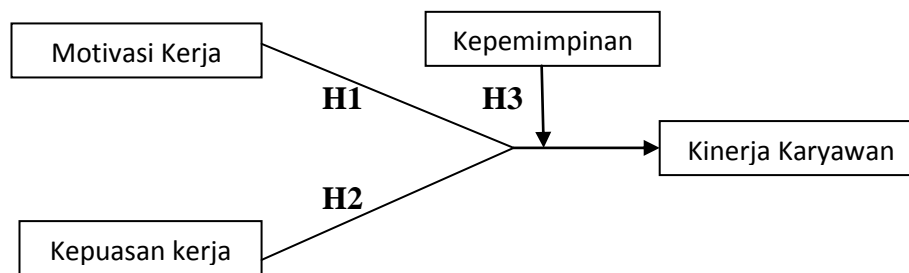 Motivasi Kerja
Kepemimpinan
H1
H3
Kinerja Karyawan
H2
Kepuasan kerja